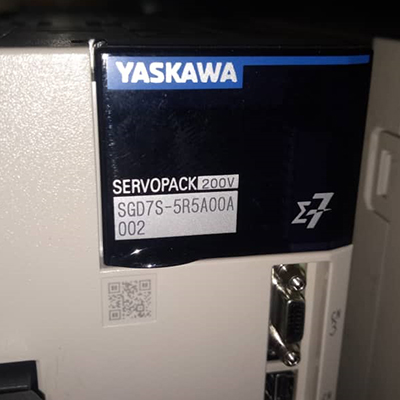 YASKAWA
SERVOPACK 200V
SGD7S-5R5A00A
002
Σ7